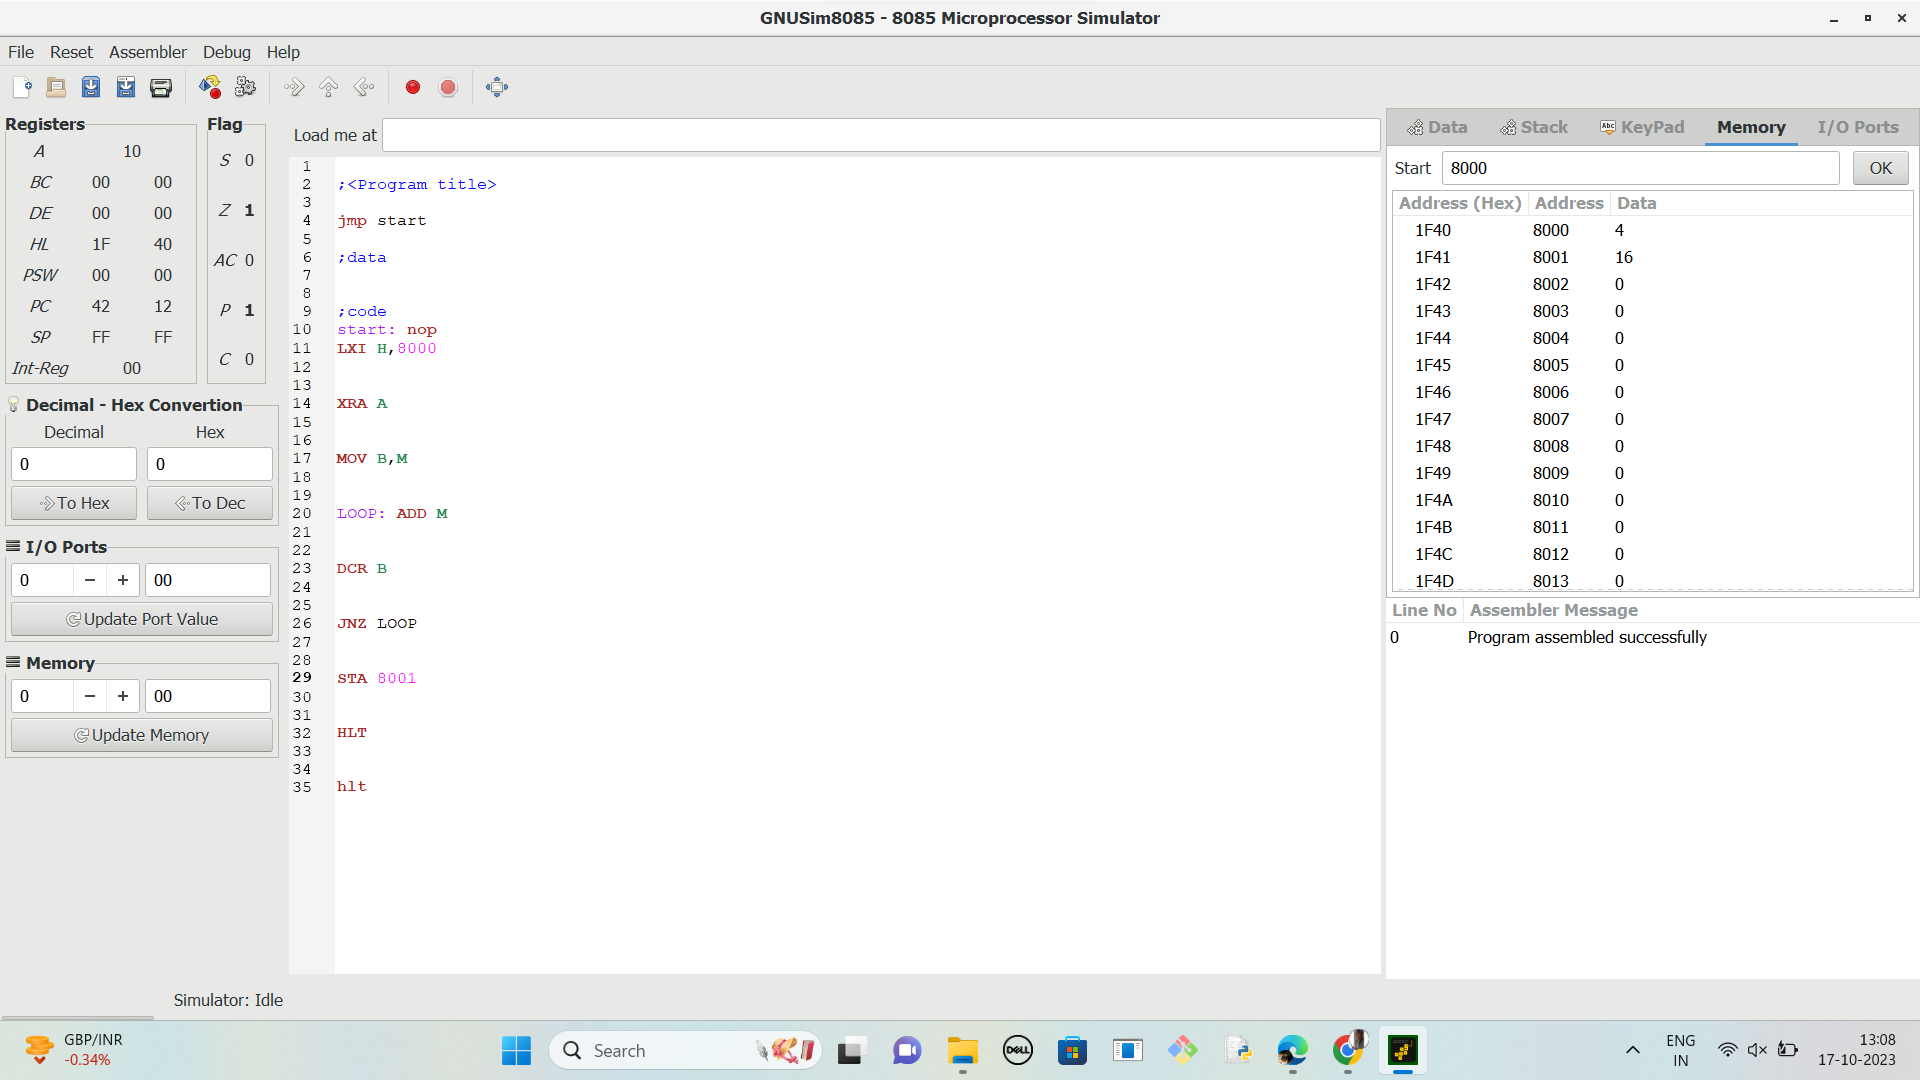 GNUSim8085 - 8085 Microprocessor Simulator
File Reset Assembler Debug Help
Registers
A 10
BC 00 00
DE 00 00
HL 1F 40
PSW 00 00
PC 42 12
SP FF FF
Int-Reg 00
Flag
S 0
Z 1
AC 0
P 1
C 0
Decimal - Hex Convertion
Decimal Hex
0 0
To Hex To Dec
I/O Ports
0 − + 00
Update Port Value
Memory
0 − + 00
Update Memory
Load me at
1
2 ;<Program title>
3
4 jmp start
5
6 ;data
7
8
9 ;code
10 start: nop
11 LXI H,8000
12
13
14 XRA A
15
16
17 MOV B,M
18
19
20 LOOP: ADD M
21
22
23 DCR B
24
25
26 JNZ LOOP
27
28
29 STA 8001
30
31
32 HLT
33
34
35 hlt
Data Stack Abc KeyPad Memory I/O Ports
Start 8000 OK
Address (Hex) Address Data
1F40 8000 4
1F41 8001 16
1F42 8002 0
1F43 8003 0
1F44 8004 0
1F45 8005 0
1F46 8006 0
1F47 8007 0
1F48 8008 0
1F49 8009 0
1F4A 8010 0
1F4B 8011 0
1F4C 8012 0
1F4D 8013 0
Line No Assembler Message
0 Program assembled successfully
Simulator: Idle
GBP/INR
-0.34%
Search
DELL
ENG
IN
13:08
17-10-2023